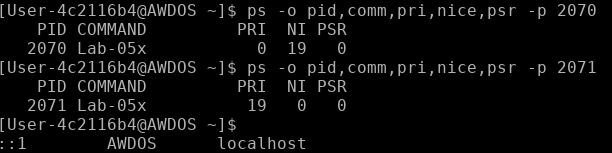 [User-4c2116b4@AWDOS ~]$ ps -o pid,comm,pri,nice,psr -p 2070
    PID COMMAND         PRI  NI PSR
   2070 Lab-05x           0  19   0
[User-4c2116b4@AWDOS ~]$ ps -o pid,comm,pri,nice,psr -p 2071
    PID COMMAND         PRI  NI PSR
   2071 Lab-05x          19   0   0
[User-4c2116b4@AWDOS ~]$
::1        AWDOS      localhost